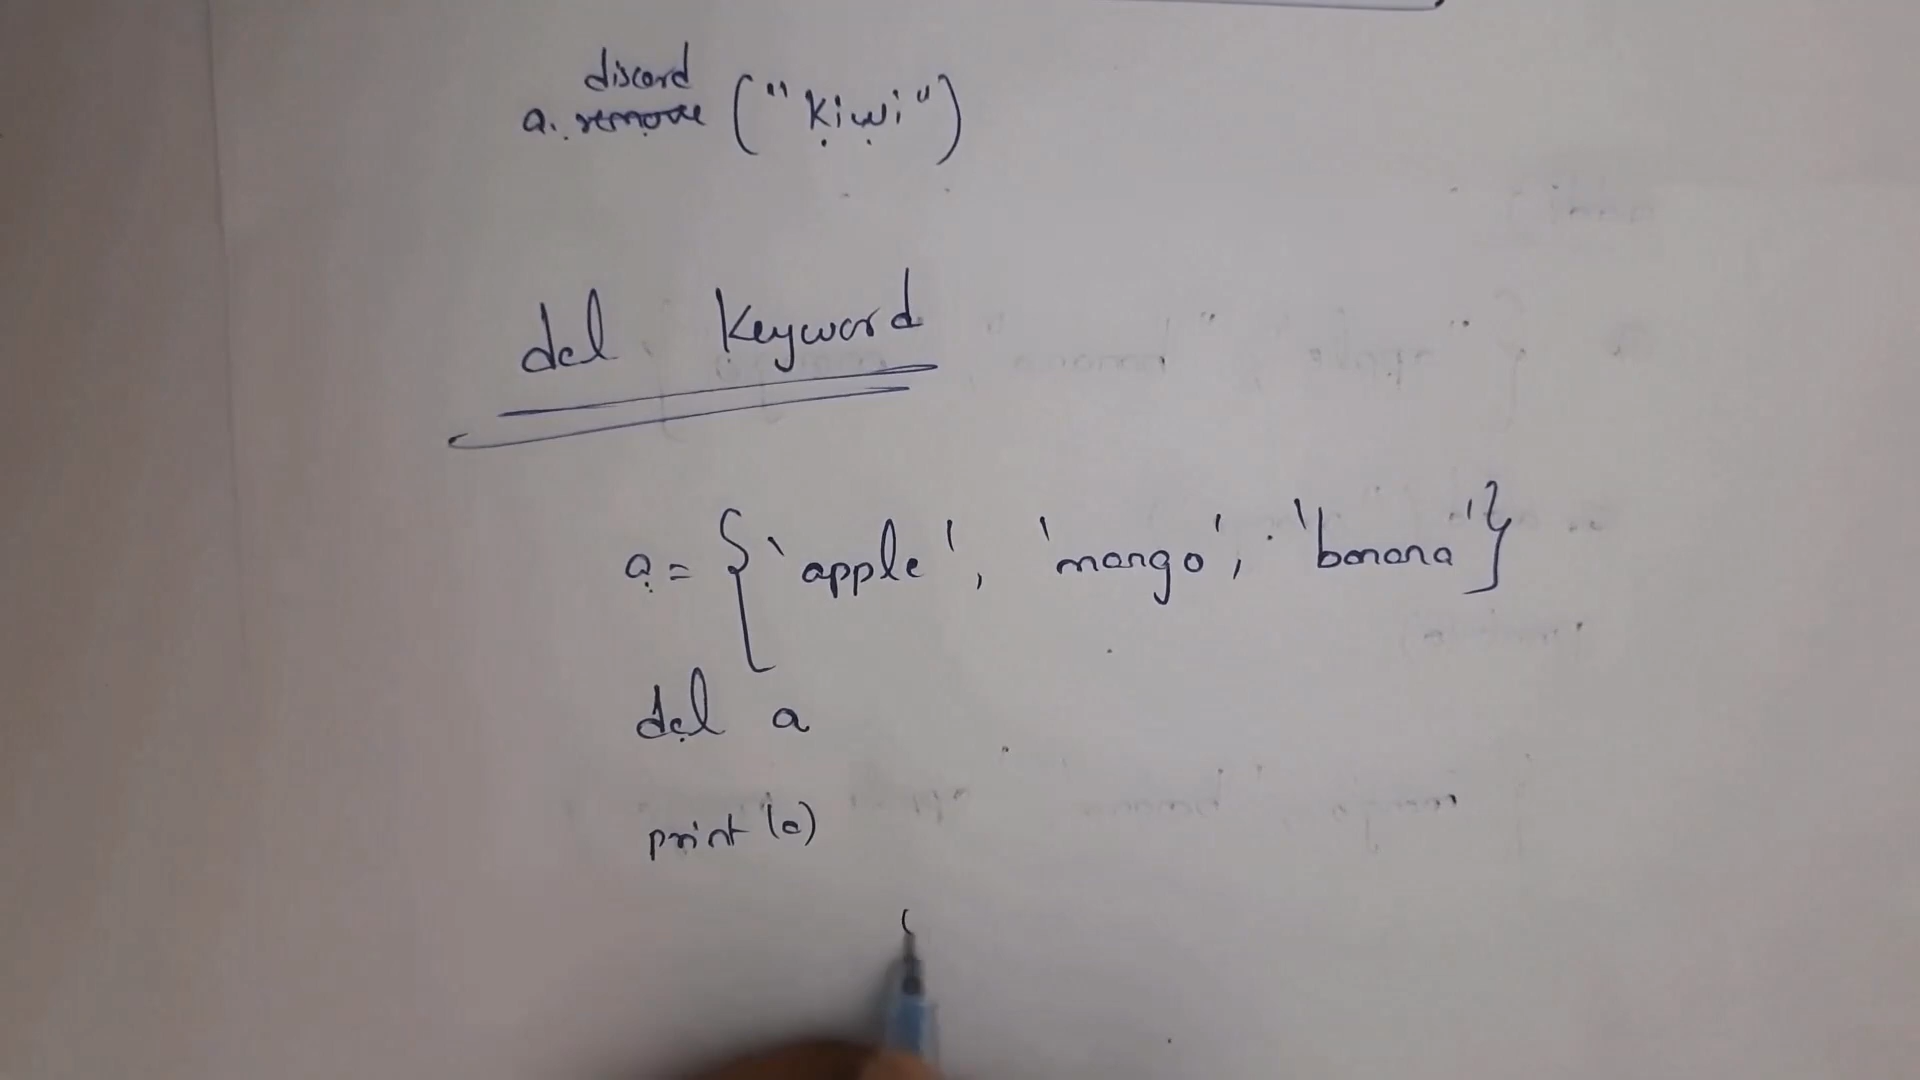 discard
a. remove ("kiwi")
del keyword
a = {'apple', 'mango', 'banana'}
del a
print (a)